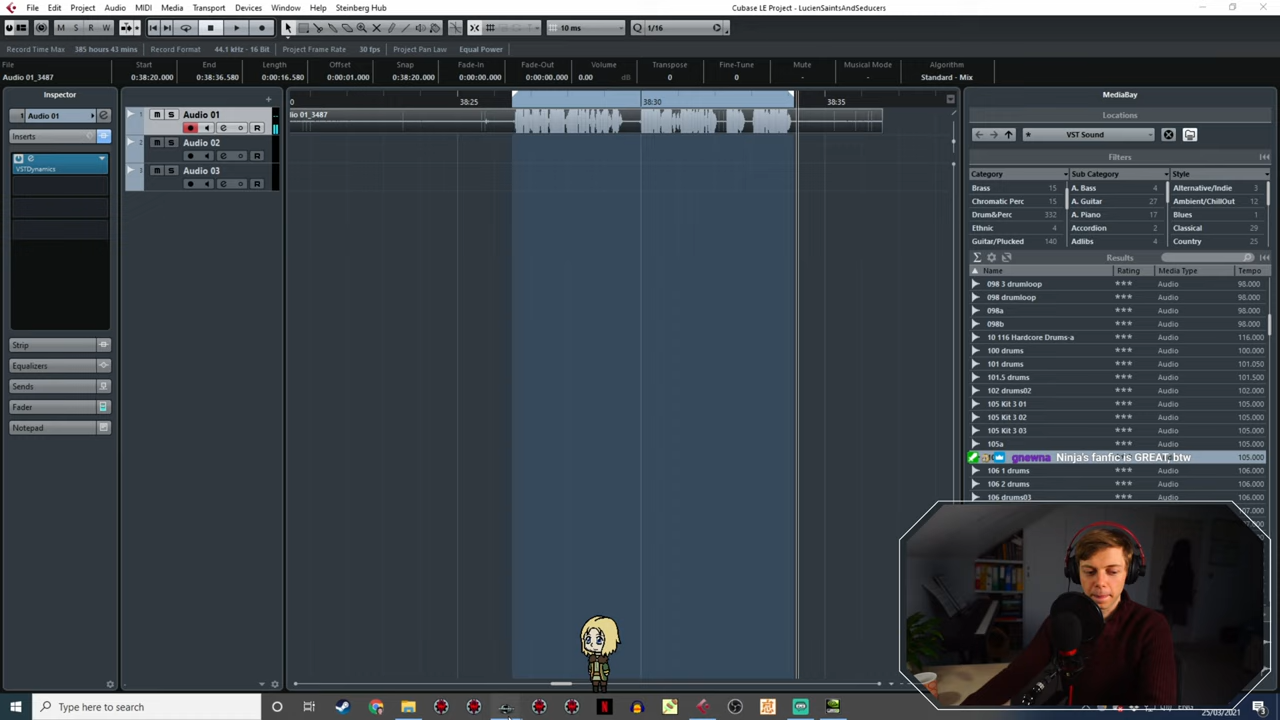 File Edit Project Audio MIDI Media Transport Devices Window Steinberg Hub
Cubase LE Project - LucienSaintsAndSeducers
M S R W 10 ms Q 1/16
Record Time Max 385 hours 43 mins Record Format 44.1 kHz - 16 Bit Project Frame Rate 30 fps Project Pan Law Equal Power
File Start End Length Offset Snap Fade-In Fade-Out Volume Transpose Fine-Tune Mute Musical Mode Algorithm
Audio 01_3487 0:38:20.000 0:38:36.580 0:00:16.580 0:00:01.000 0:38:20.000 0:00:00.000 0:00:00.000 0.00 dB 0 0 - - Standard - Mix
Inspector
1 Audio 01
Inserts
VSTDynamics
Strip
Equalizers
Sends
Fader
Notepad
1 M S Audio 01
R
2 M S Audio 02
R
3 M S Audio 03
R
0 38:25 38:30 38:35
dio 01_3487
MediaBay
Locations
VST Sound
Filters
Category Sub Category Style
Brass 15 A. Bass 4 Alternative/Indie 3
Chromatic Perc 15 A. Guitar 27 Ambient/ChillOut 12
Drum&Perc 332 A. Piano 17 Blues 1
Ethnic 4 Accordion 2 Classical 29
Guitar/Plucked 140 Adlibs 4 Country 25
Results
Name Rating Media Type Tempo
098 3 drumloop *** Audio 98.000
098 drumloop *** Audio 98.000
098a *** Audio 98.000
098b *** Audio 98.000
10 116 Hardcore Drums-a *** Audio 116.000
100 drums *** Audio 100.000
101 drums *** Audio 101.050
101.5 drums *** Audio 101.500
102 drums02 *** Audio 102.000
105 Kit 3 01 *** Audio 105.000
105 Kit 3 02 *** Audio 105.000
105 Kit 3 03 *** Audio 105.000
105a *** Audio 105.000
gnewna Ninja's fanfic is GREAT, btw 105.000
106 1 drums *** Audio 106.000
106 2 drums *** Audio 106.000
106 drums03 *** Audio 106.000
Type here to search
25/03/2021